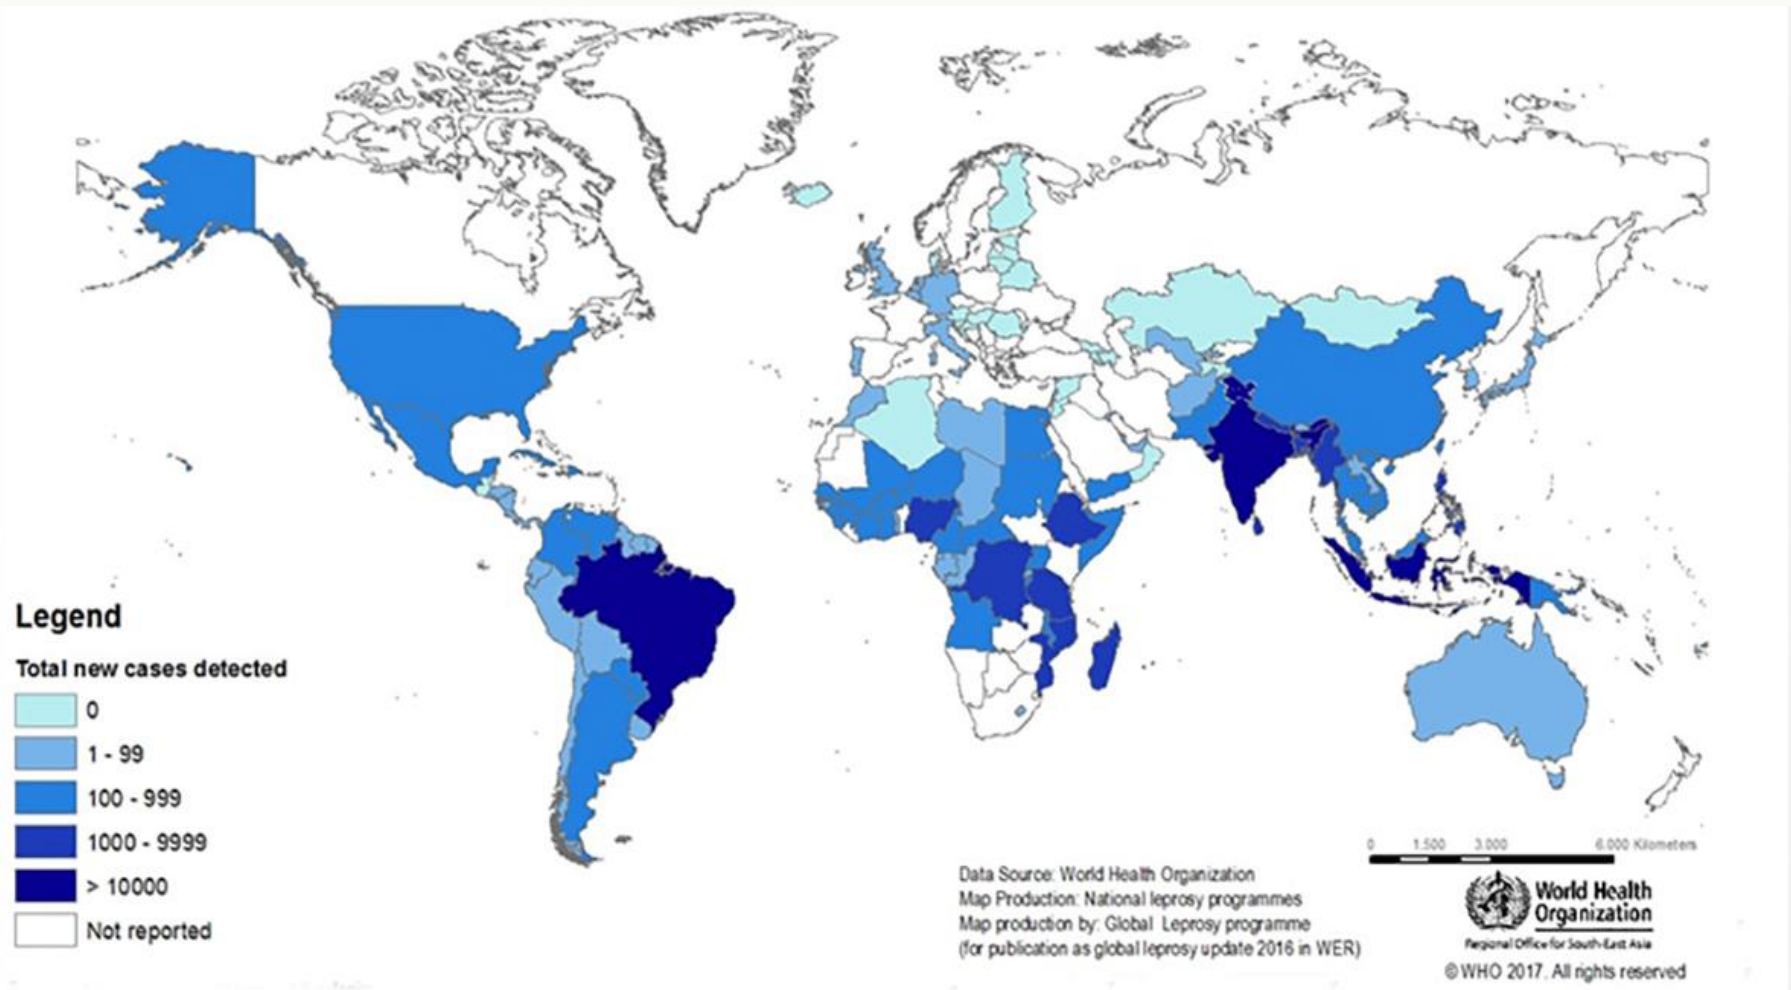 Legend
Total new cases detected
0
1 - 99
100 - 999
1000 - 9999
> 10000
Not reported
0 1.500 3.000 6.000 Kilometers
Data Source: World Health Organization
Map Production: National leprosy programmes
Map production by: Global Leprosy programme
(for publication as global leprosy update 2016 in WER)
World Health
Organization
Regional Office for South-East Asia
© WHO 2017. All rights reserved